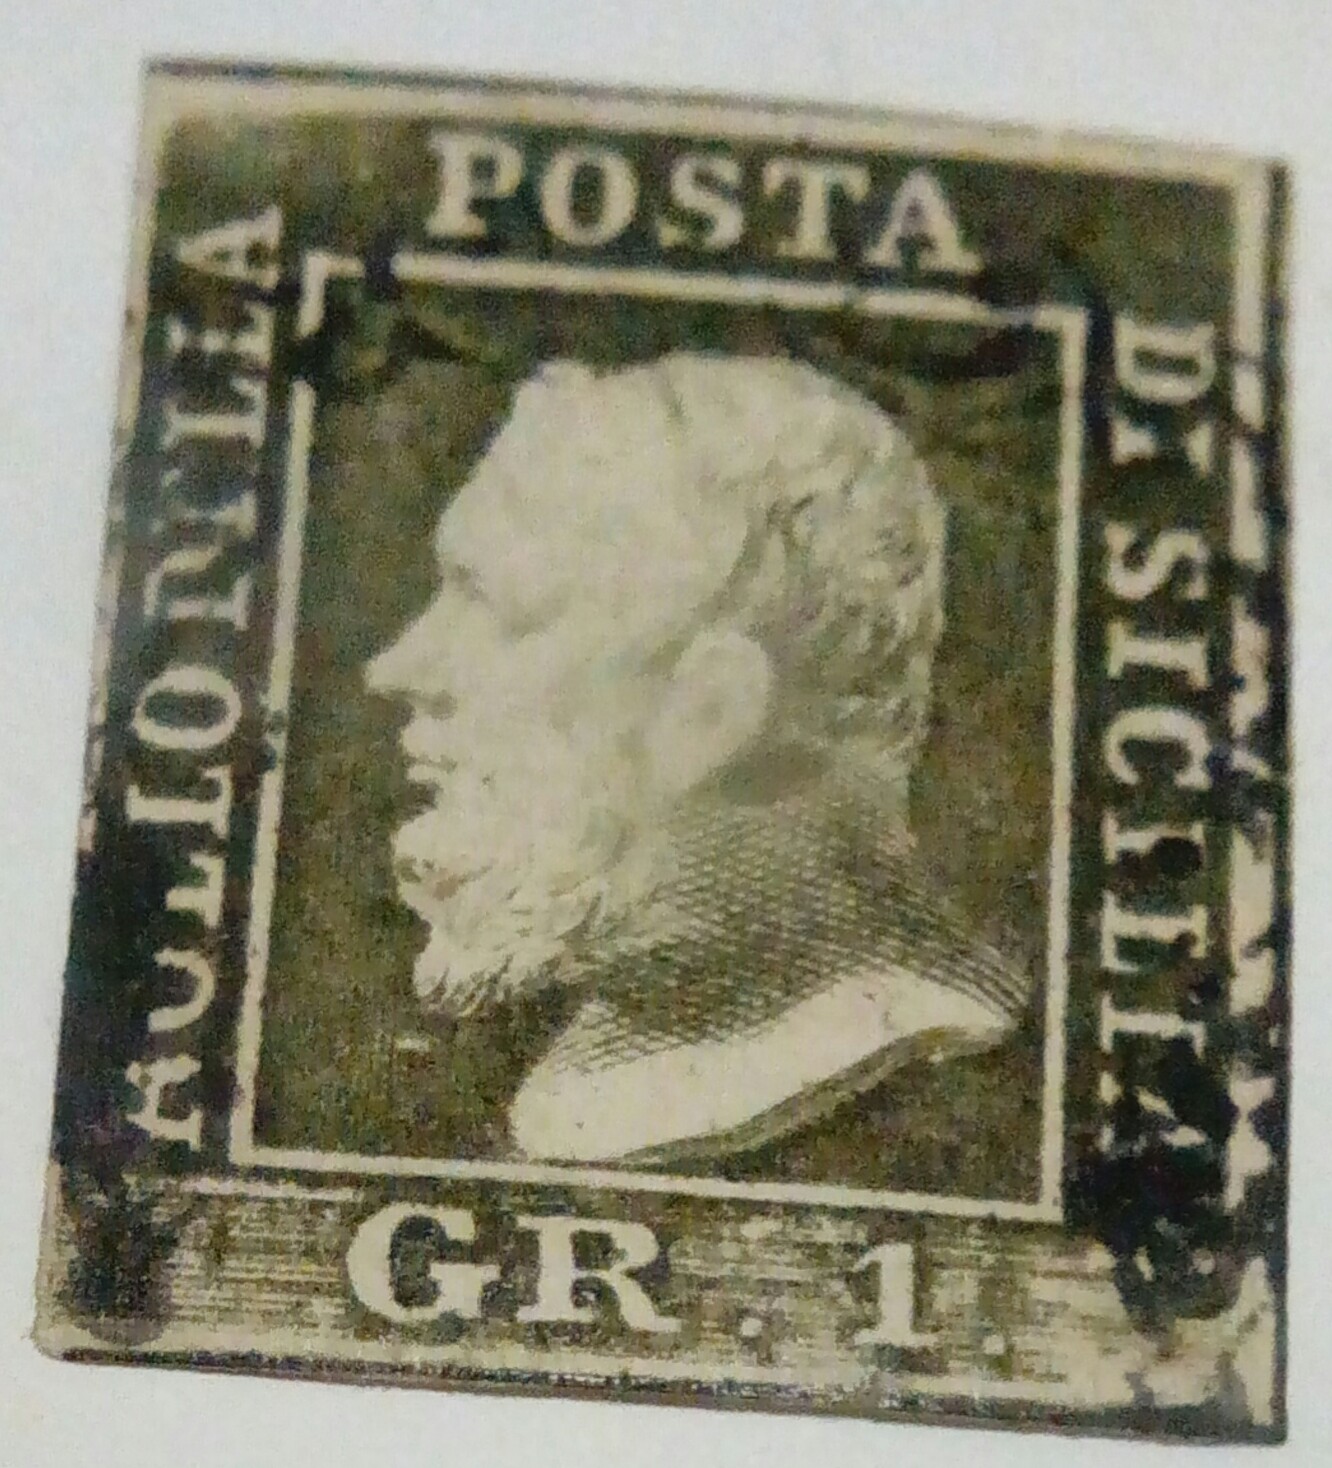 BOLLO DELLA
POSTA
DI SICILIA
GR. 1.